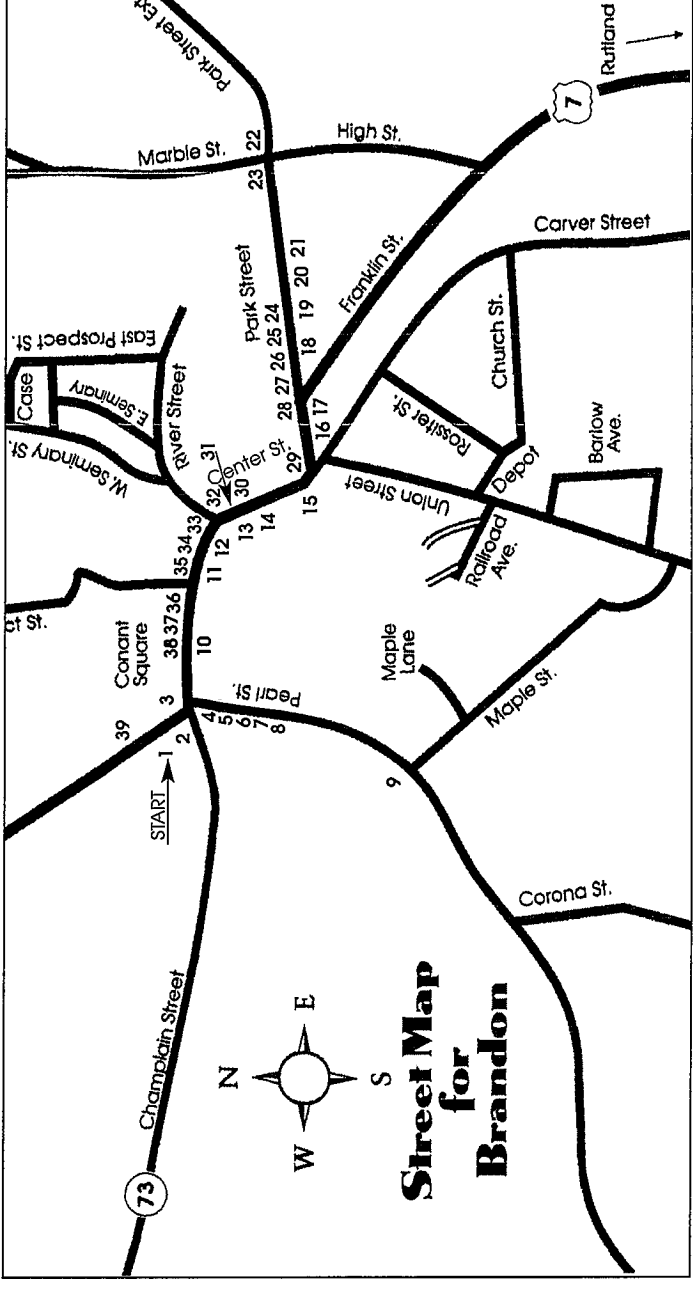 73
Champlain Street
N
W
E
S
Street Map
for
Brandon
START
1
2
39
3
Conant
Square
38 37 36
35 34
33
32
31
ct St.
10
11
12
13
14
15
30
29
Center St.
W. Seminary St.
E. Seminary
Case
East Prospect St.
River Street
4
5
6
7
8
Pearl St.
9
Maple
Lane
Maple St.
Corona St.
Railroad
Ave.
Depot
Union Street
Barlow
Ave.
Rossiter St.
Church St.
Carver Street
16 17
28 27 26 25 24
18 19 20 21
Park Street
Franklin St.
23 22
Marble St.
High St.
Park Street Ext
7
Rutland